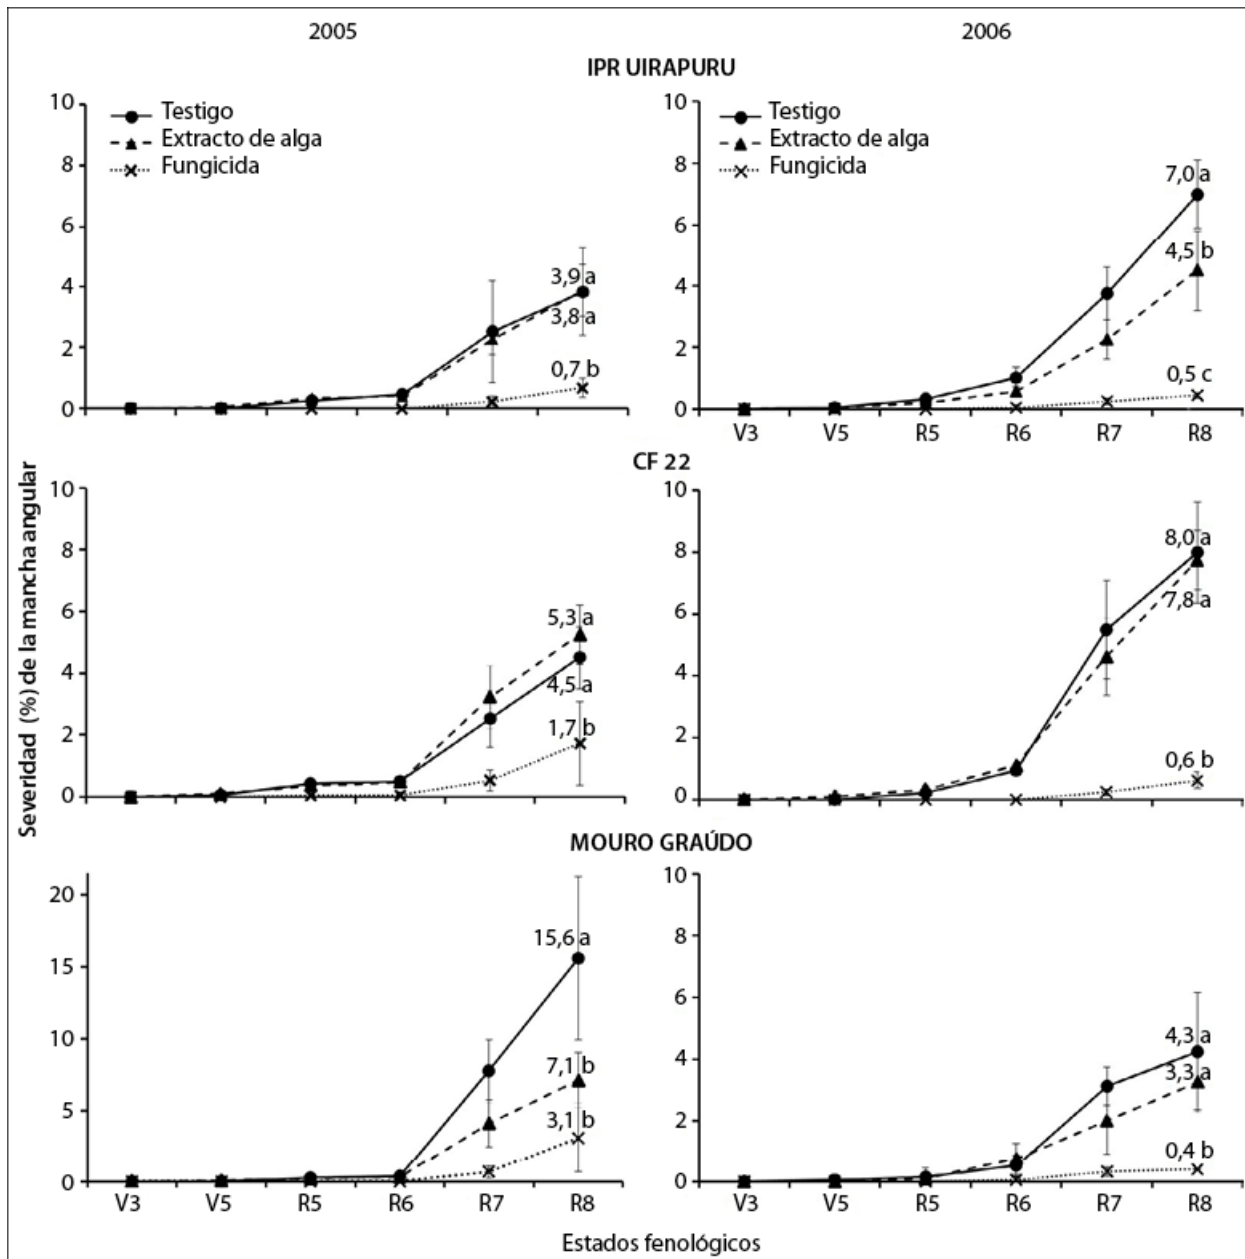 2005
2006
IPR UIRAPURU
10
8
6
4
2
0
Testigo
Extracto de alga
Fungicida
3,9 a
3,8 a
0,7 b
10
8
6
4
2
0
Testigo
Extracto de alga
Fungicida
7,0 a
4,5 b
0,5 c
V3 V5 R5 R6 R7 R8
Severidad (%) de la mancha angular
CF 22
10
8
6
4
2
0
5,3 a
4,5 a
1,7 b
10
8
6
4
2
0
8,0 a
7,8 a
0,6 b
MOURO GRAÚDO
20
15
10
5
0
15,6 a
7,1 b
3,1 b
V3 V5 R5 R6 R7 R8
10
8
6
4
2
0
4,3 a
3,3 a
0,4 b
V3 V5 R5 R6 R7 R8
Estados fenológicos